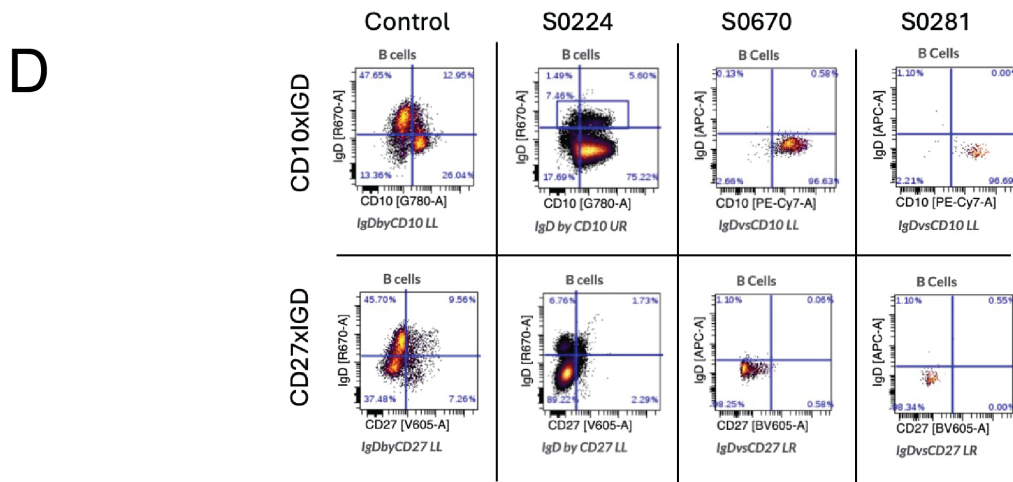 D
Control
S0224
S0670
S0281
CD10xIGD
B cells
47.65%
12.95%
IgD [R670-A]
13.36%
26.04%
CD10 [G780-A]
IgDbyCD10 LL
B cells
1.49%
5.60%
7.46%
IgD [R670-A]
17.69%
75.22%
CD10 [G780-A]
IgD by CD10 UR
B Cells
0.13%
0.58%
IgD [APC-A]
2.66%
96.63%
CD10 [PE-Cy7-A]
IgDvsCD10 LL
B Cells
1.10%
0.00%
IgD [APC-A]
2.21%
96.69
CD10 [PE-Cy7-A]
IgDvsCD10 LL
CD27xIGD
B cells
45.70%
9.56%
IgD [R670-A]
37.48%
7.26%
CD27 [V605-A]
IgDbyCD27 LL
B cells
6.76%
1.73%
IgD [R670-A]
89.22%
2.29%
CD27 [V605-A]
IgD by CD27 LL
B Cells
1.10%
0.06%
IgD [APC-A]
98.25%
0.58%
CD27 [BV605-A]
IgDvsCD27 LR
B Cells
1.10%
0.55%
IgD [APC-A]
98.34%
0.00%
CD27 [BV605-A]
IgDvsCD27 LR